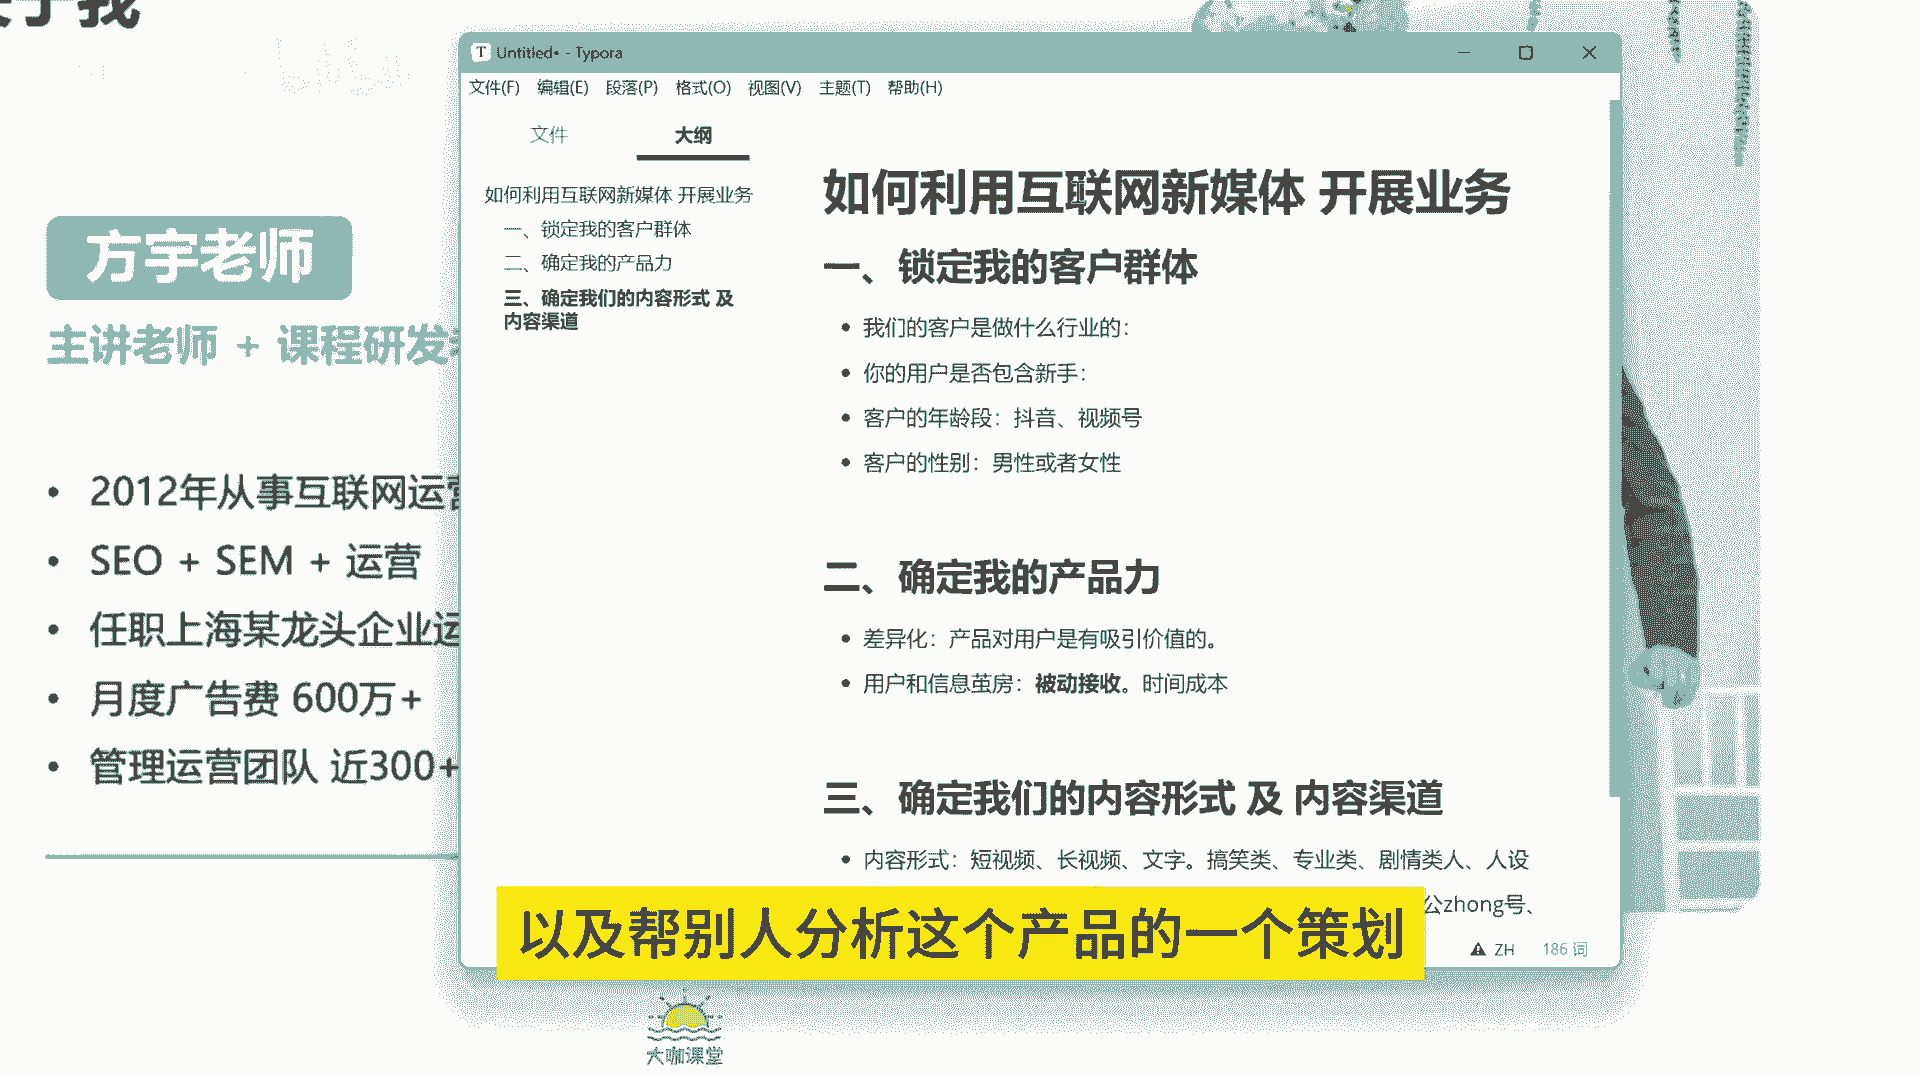 Untitled• - Typora
文件(F) 编辑(E) 段落(P) 格式(O) 视图(V) 主题(T) 帮助(H)
文件 大纲
如何利用互联网新媒体 开展业务
一、锁定我的客户群体
二、确定我的产品力
三、确定我们的内容形式 及
内容渠道
如何利用互联网新媒体 开展业务
一、锁定我的客户群体
• 我们的客户是做什么行业的：
• 你的用户是否包含新手：
• 客户的年龄段：抖音、视频号
• 客户的性别：男性或者女性
二、确定我的产品力
• 差异化：产品对用户是有吸引价值的。
• 用户和信息茧房：被动接收。时间成本
三、确定我们的内容形式 及 内容渠道
• 内容形式：短视频、长视频、文字。搞笑类、专业类、剧情类人、人设
公zhong号、
ZH 186 词
方宇老师
主讲老师 + 课程研发
• 2012年从事互联网运营
• SEO + SEM + 运营
• 任职上海某龙头企业运
• 月度广告费 600万+
• 管理运营团队 近300+
以及帮别人分析这个产品的一个策划
大咖课堂